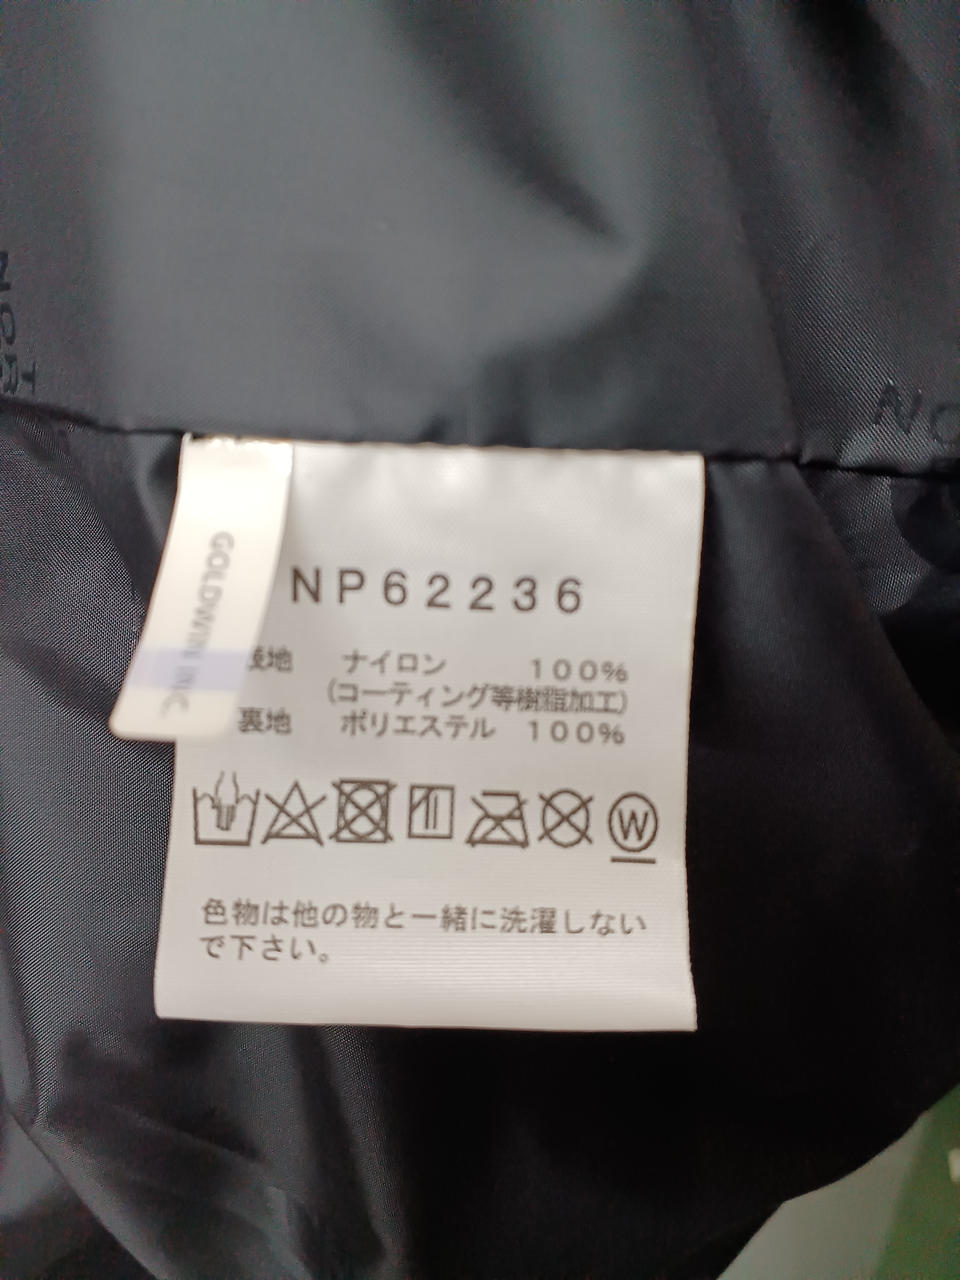 NOR
T
NO
GOLDWIN INC.
NP62236
表地 ナイロン 100%
(コーティング等樹脂加工)
裏地 ポリエステル 100%
W
色物は他の物と一緒に洗濯しない
で下さい。